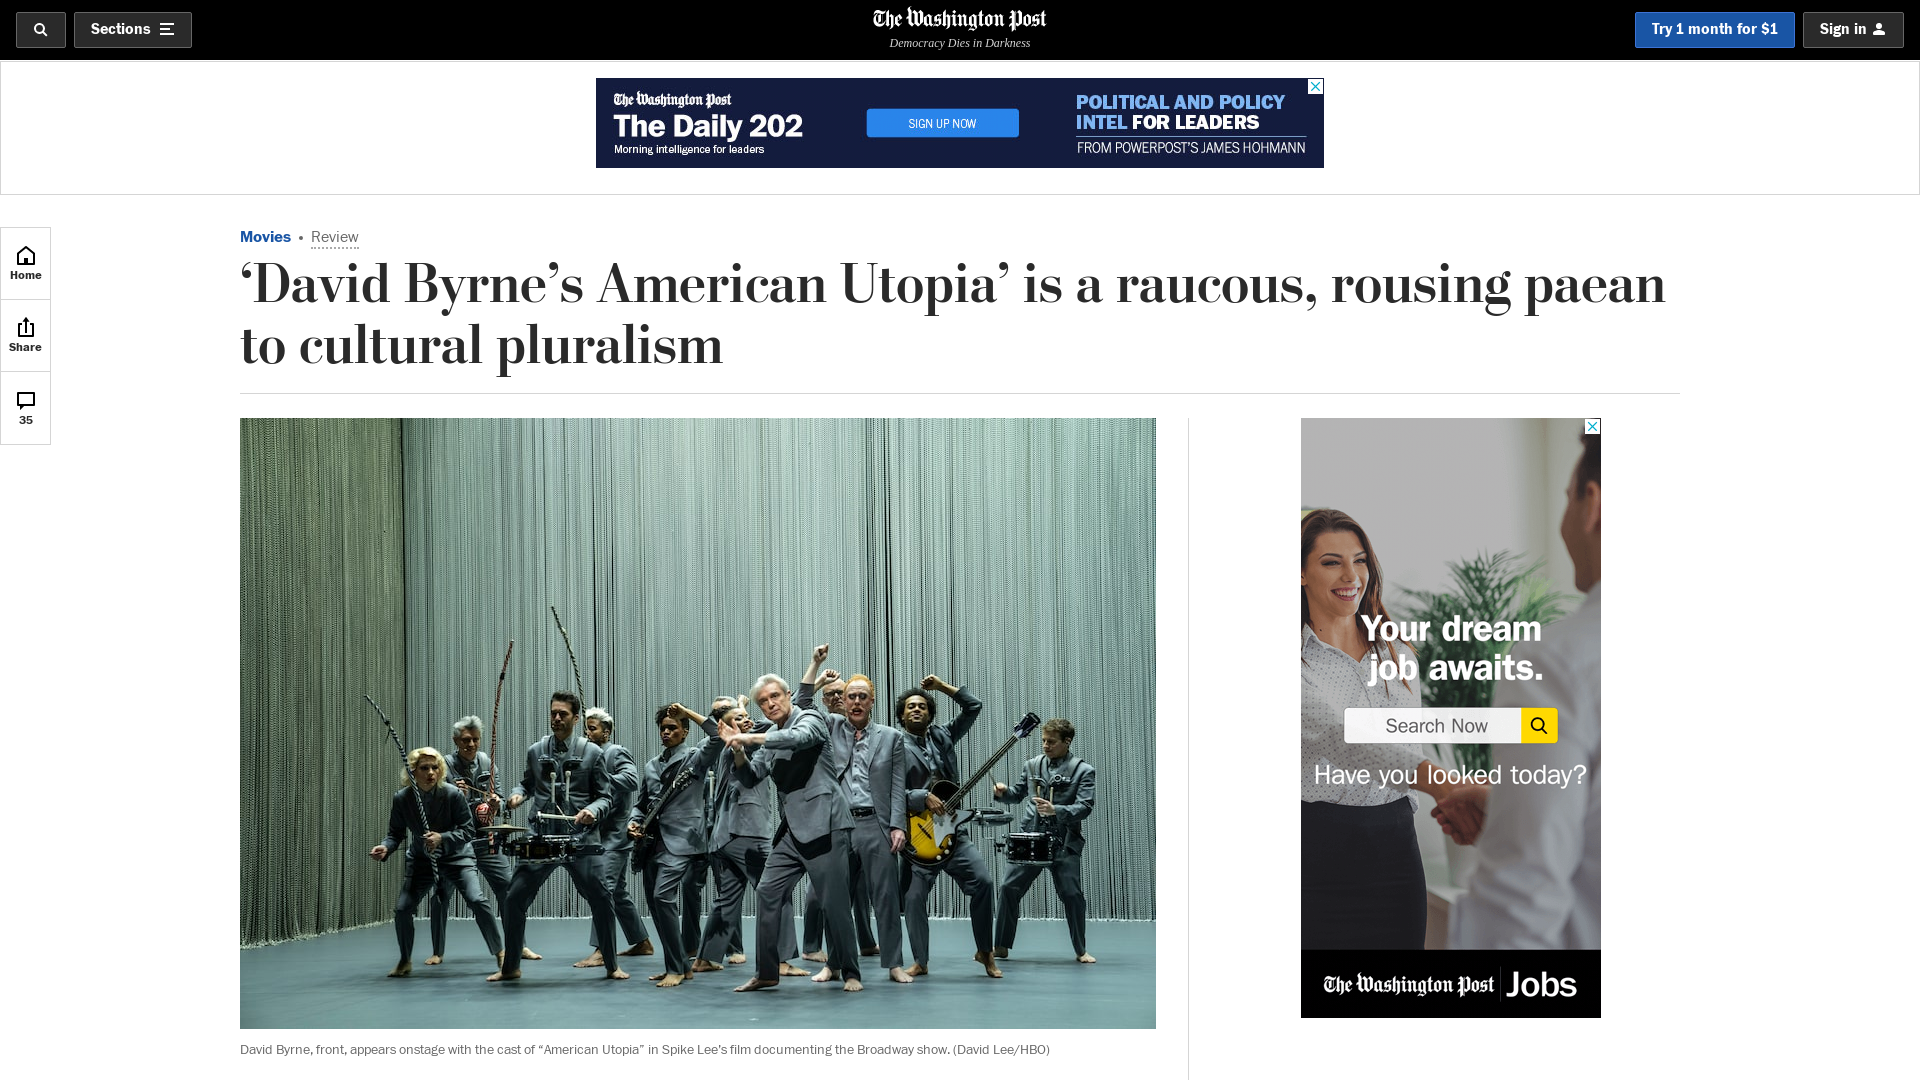 Sections
The Washington Post
Democracy Dies in Darkness
Try 1 month for $1
Sign in
The Washington Post
The Daily 202
Morning intelligence for leaders
SIGN UP NOW
POLITICAL AND POLICY
INTEL FOR LEADERS
FROM POWERPOST'S JAMES HOHMANN
Home
Share
35
Movies • Review
‘David Byrne’s American Utopia’ is a raucous, rousing paean
to cultural pluralism
David Byrne, front, appears onstage with the cast of “American Utopia” in Spike Lee’s film documenting the Broadway show. (David Lee/HBO)
Your dream
job awaits.
Search Now
Have you looked today?
The Washington Post Jobs